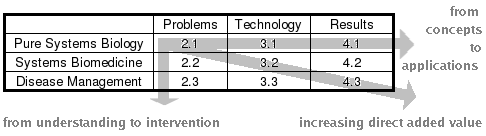 Problems Technology Results
Pure Systems Biology 2.1 3.1 4.1
Systems Biomedicine 2.2 3.2 4.2
Disease Management 2.3 3.3 4.3
from
concepts
to
applications
from understanding to intervention
increasing direct added value